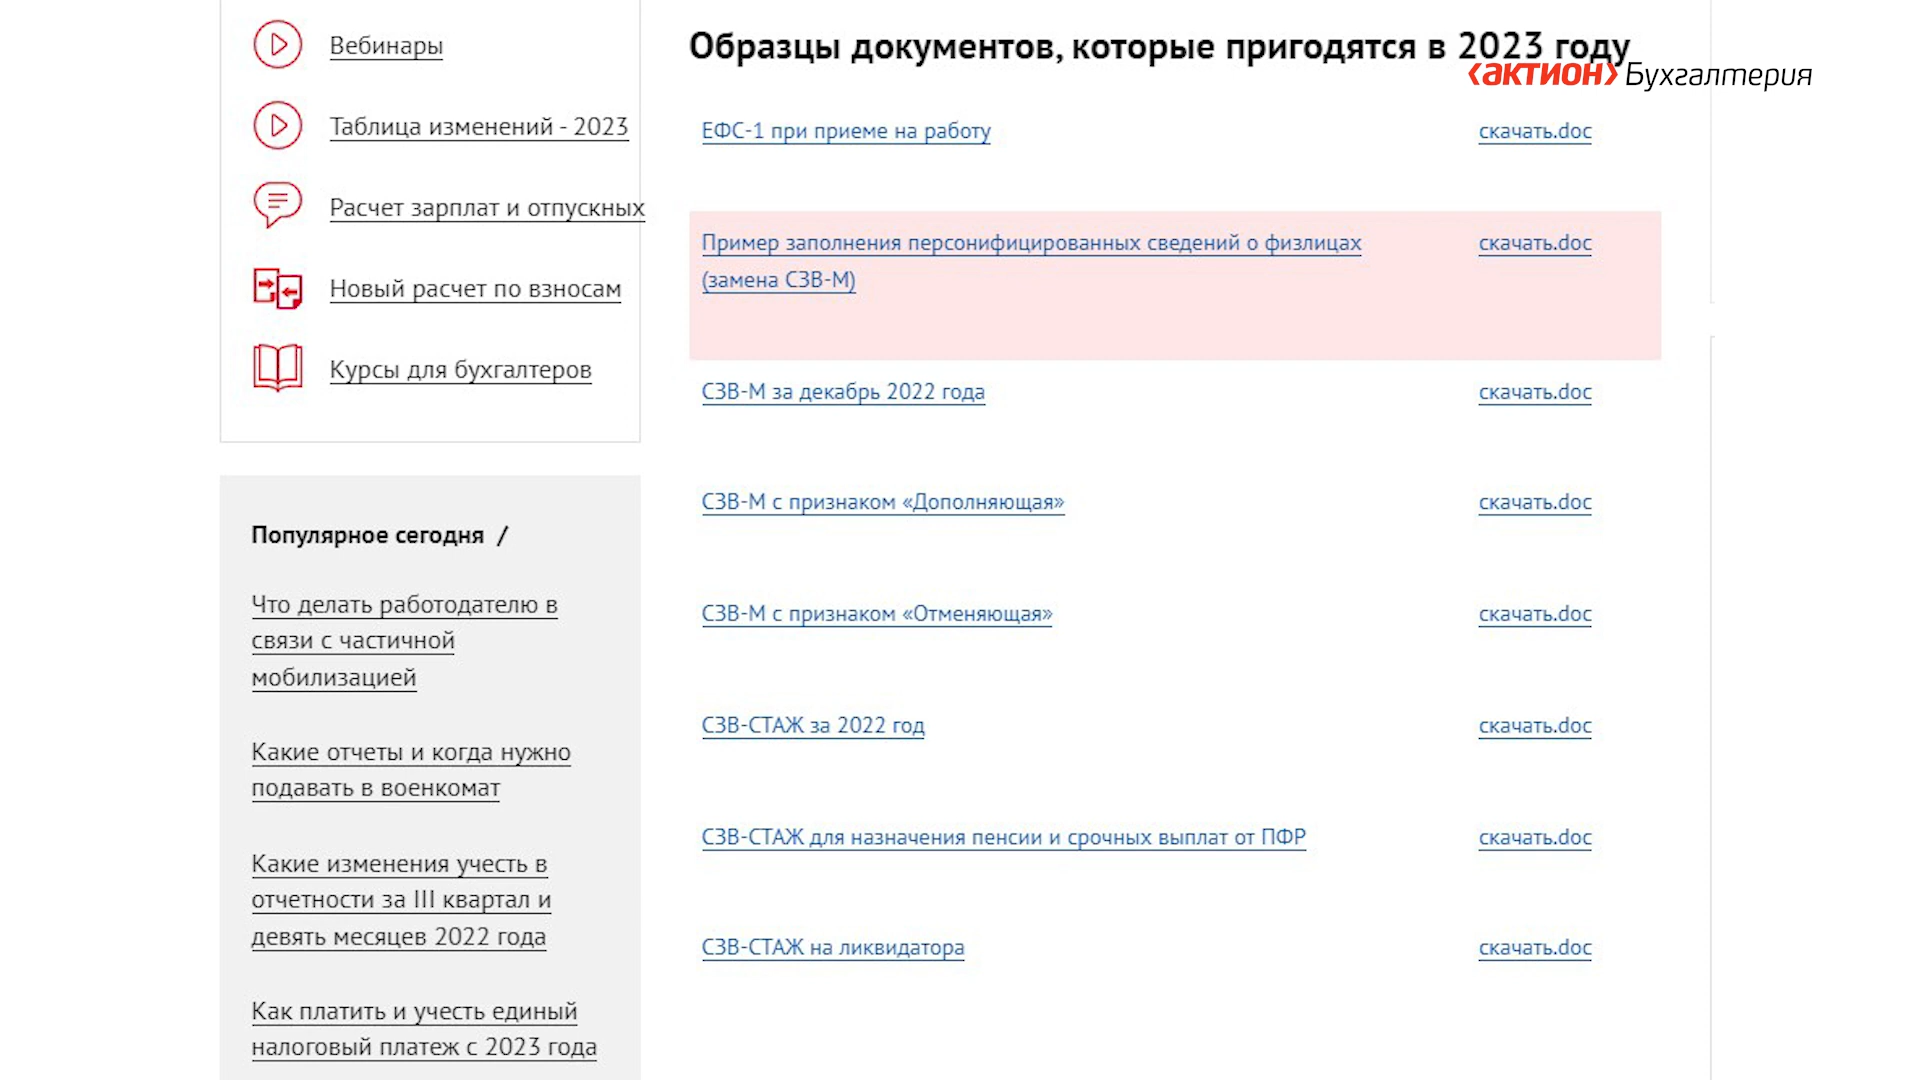 Вебинары
Таблица изменений - 2023
Расчет зарплат и отпускных
Новый расчет по взносам
Курсы для бухгалтеров
Популярное сегодня /
Что делать работодателю в
связи с частичной
мобилизацией
Какие отчеты и когда нужно
подавать в военкомат
Какие изменения учесть в
отчетности за III квартал и
девять месяцев 2022 года
Как платить и учесть единый
налоговый платеж с 2023 года
Образцы документов, которые пригодятся в 2023 году
‹актион› Бухгалтерия
ЕФС-1 при приеме на работу скачать.doc
Пример заполнения персонифицированных сведений о физлицах скачать.doc
(замена СЗВ-М)
СЗВ-М за декабрь 2022 года скачать.doc
СЗВ-М с признаком «Дополняющая» скачать.doc
СЗВ-М с признаком «Отменяющая» скачать.doc
СЗВ-СТАЖ за 2022 год скачать.doc
СЗВ-СТАЖ для назначения пенсии и срочных выплат от ПФР скачать.doc
СЗВ-СТАЖ на ликвидатора скачать.doc